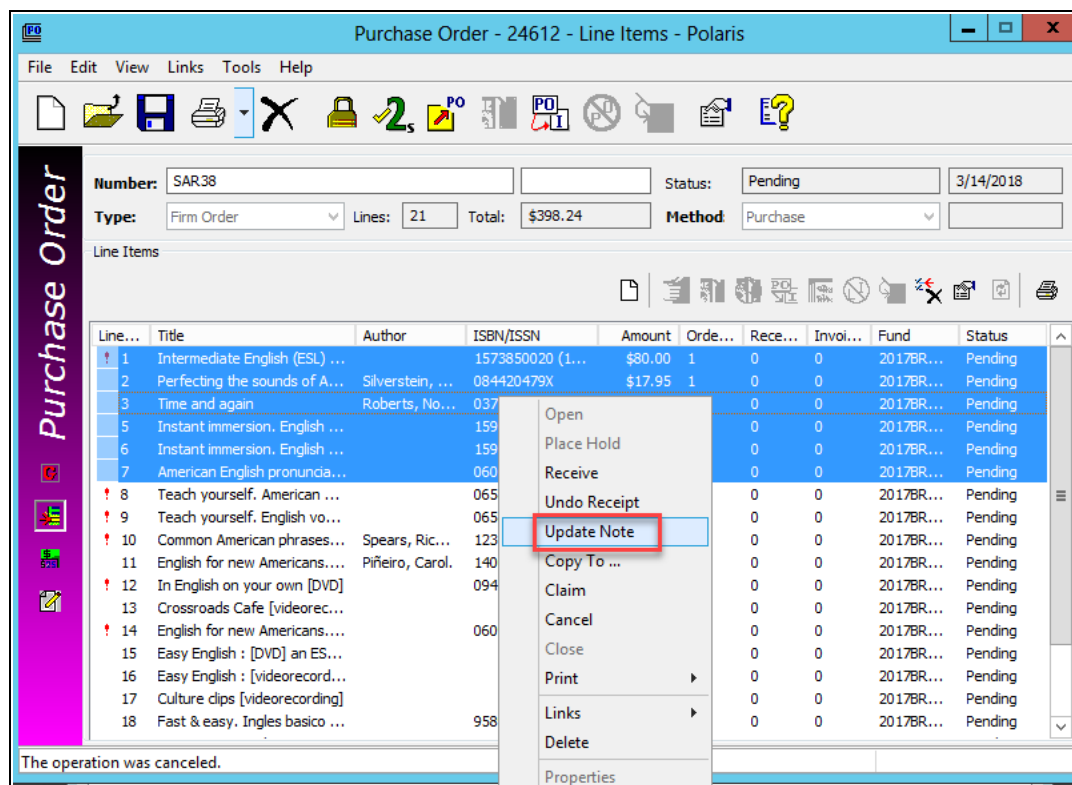 Purchase Order - 24612 - Line Items - Polaris
File Edit View Links Tools Help
Purchase Order
Number: SAR38 Status: Pending 3/14/2018
Type: Firm Order Lines: 21 Total: $398.24 Method: Purchase
Line Items
Line... Title Author ISBN/ISSN Amount Orde... Rece... Invoi... Fund Status
1 Intermediate English (ESL) ... 1573850020 (1... $80.00 1 0 0 2017BR... Pending
2 Perfecting the sounds of A... Silverstein, ... 084420479X $17.95 1 0 0 2017BR... Pending
3 Time and again Roberts, No... 037 0 0 2017BR... Pending
5 Instant immersion. English ... 159 0 0 2017BR... Pending
6 Instant immersion. English ... 159 0 0 2017BR... Pending
7 American English pronuncia... 060 0 0 2017BR... Pending
8 Teach yourself. American ... 065 0 0 2017BR... Pending
9 Teach yourself. English vo... 065 0 0 2017BR... Pending
10 Common American phrases... Spears, Ric... 123 0 0 2017BR... Pending
11 English for new Americans.... Piñeiro, Carol. 140 0 0 2017BR... Pending
12 In English on your own [DVD] 094 0 0 2017BR... Pending
13 Crossroads Cafe [videorec... 0 0 2017BR... Pending
14 English for new Americans.... 060 0 0 2017BR... Pending
15 Easy English : [DVD] an ES... 0 0 2017BR... Pending
16 Easy English : [videorecord... 0 0 2017BR... Pending
17 Culture clips [videorecording] 0 0 2017BR... Pending
18 Fast & easy. Ingles basico ... 958 0 0 2017BR... Pending
Open
Place Hold
Receive
Undo Receipt
Update Note
Copy To ...
Claim
Cancel
Close
Print
Links
Delete
Properties
The operation was canceled.